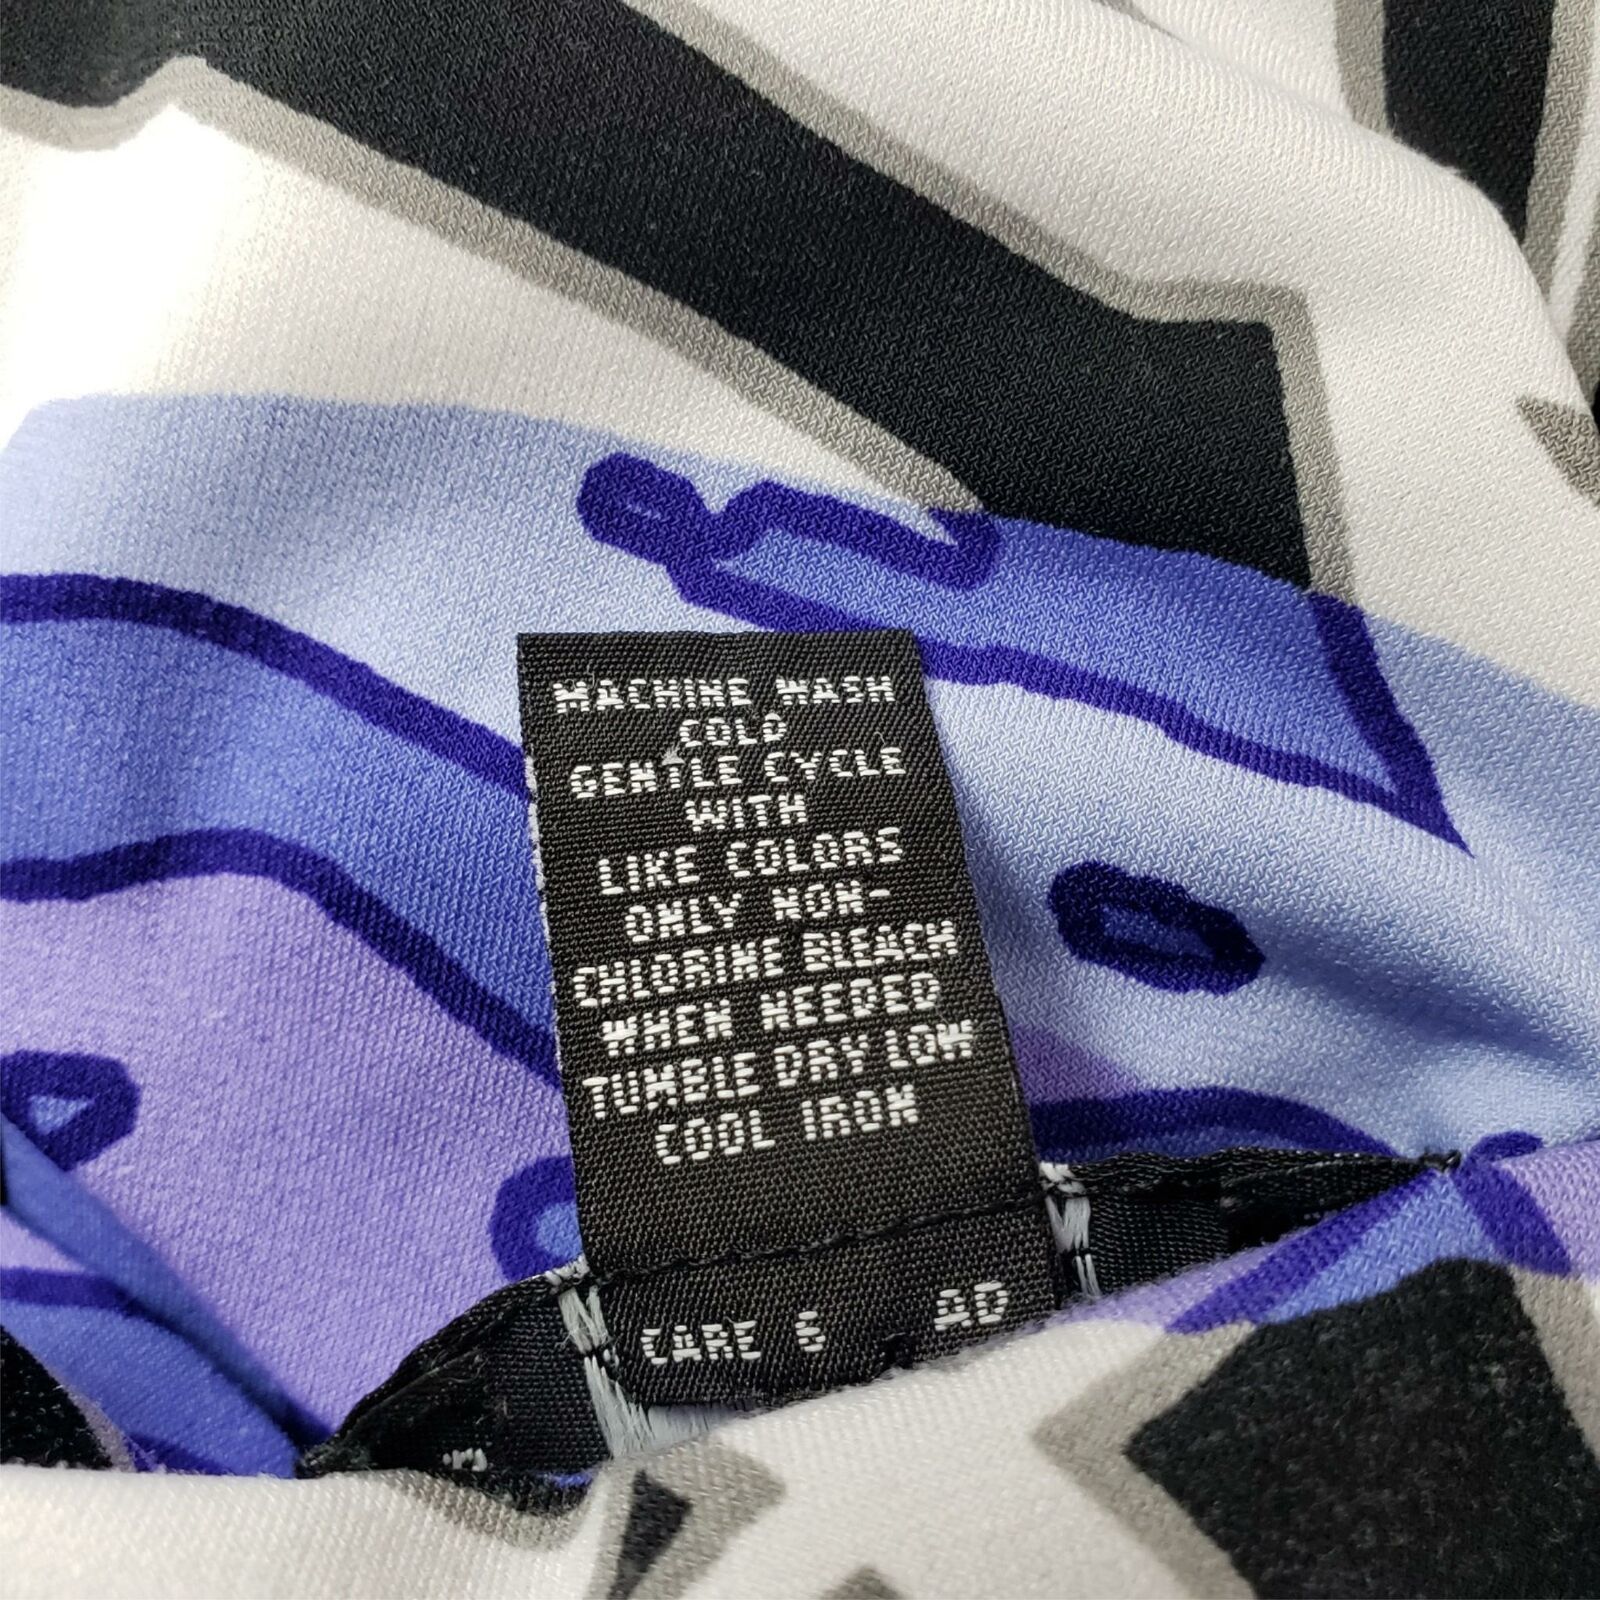 MACHINE WASH
COLD
GENTLE CYCLE
WITH
LIKE COLORS
ONLY NON-
CHLORINE BLEACH
WHEN NEEDED
TUMBLE DRY LOW
COOL IRON
CARE 6 AD